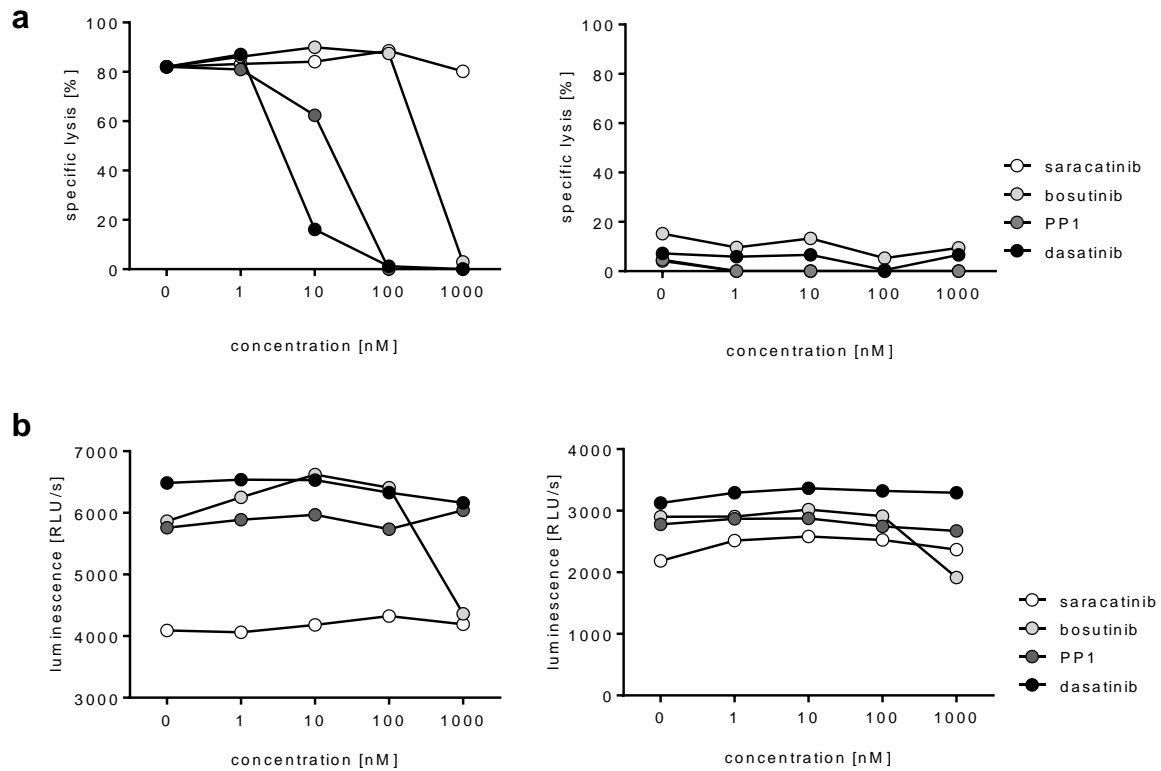 a
100
80
60
40
20
0
specific lysis [%]
0 1 10 100 1000
concentration [nM]
100
80
60
40
20
0
specific lysis [%]
0 1 10 100 1000
concentration [nM]
saracatinib
bosutinib
PP1
dasatinib
b
7000
6000
5000
4000
3000
luminescence [RLU/s]
0 1 10 100 1000
concentration [nM]
4000
3000
2000
1000
0
luminescence [RLU/s]
0 1 10 100 1000
concentration [nM]
saracatinib
bosutinib
PP1
dasatinib